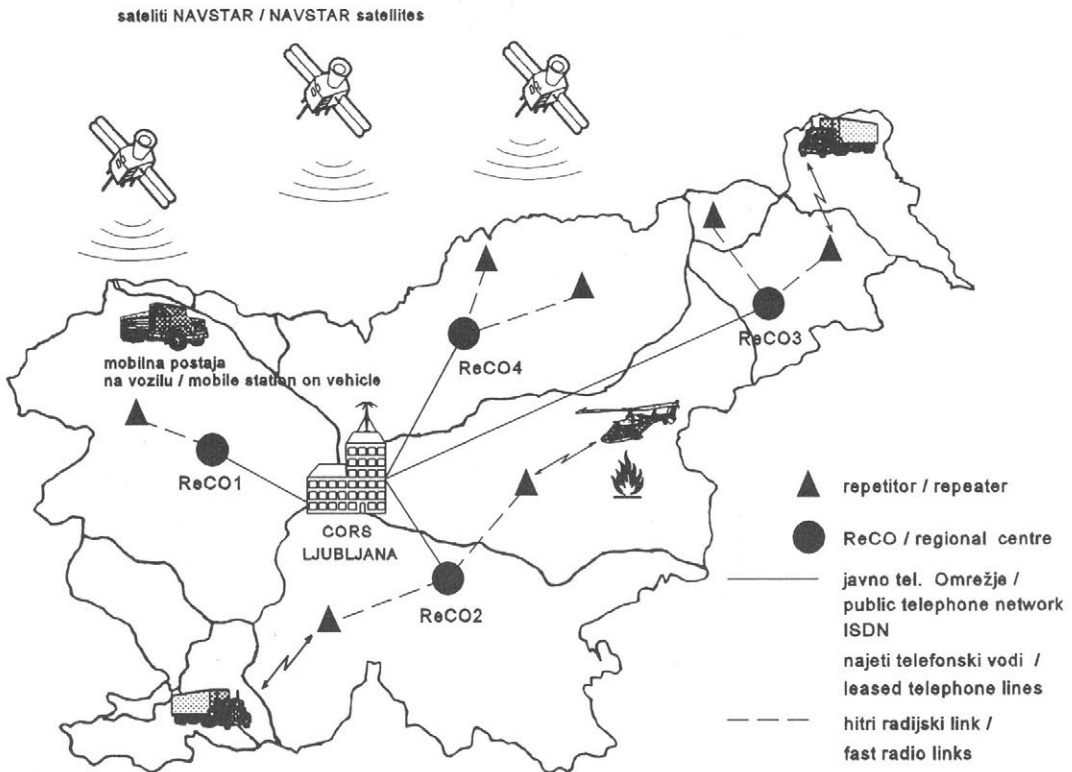 sateliti NAVSTAR / NAVSTAR satellites
mobilna postaja
na vozilu / mobile station on vehicle
ReCO4
ReCO3
ReCO1
CORS
LJUBLJANA
ReCO2
repetitor / repeater
ReCO / regional centre
javno tel. Omrežje /
public telephone network
ISDN
najeti telefonski vodi /
leased telephone lines
hitri radijski link /
fast radio links